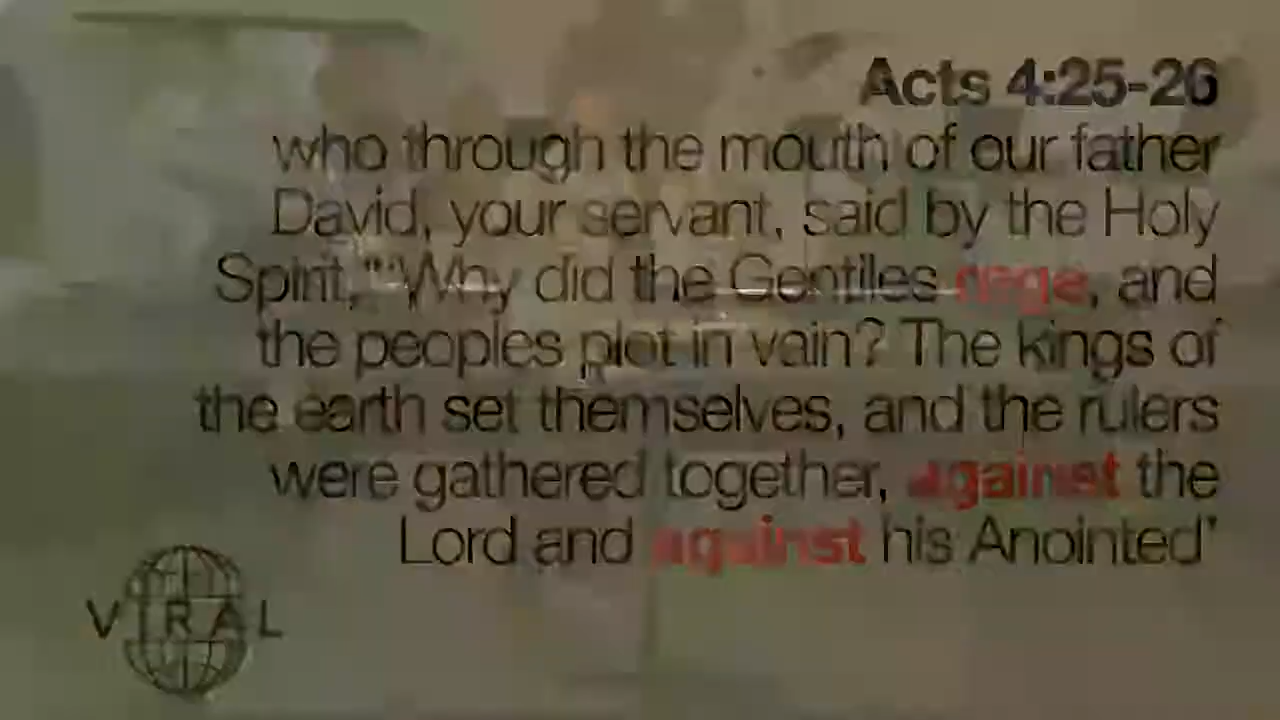 Acts 4:25-26
who through the mouth of our father
David, your servant, said by the Holy
Spirit, "'Why did the Gentiles rage, and
the peoples plot in vain? The kings of
the earth set themselves, and the rulers
were gathered together, against the
Lord and against his Anointed'
VIRAL